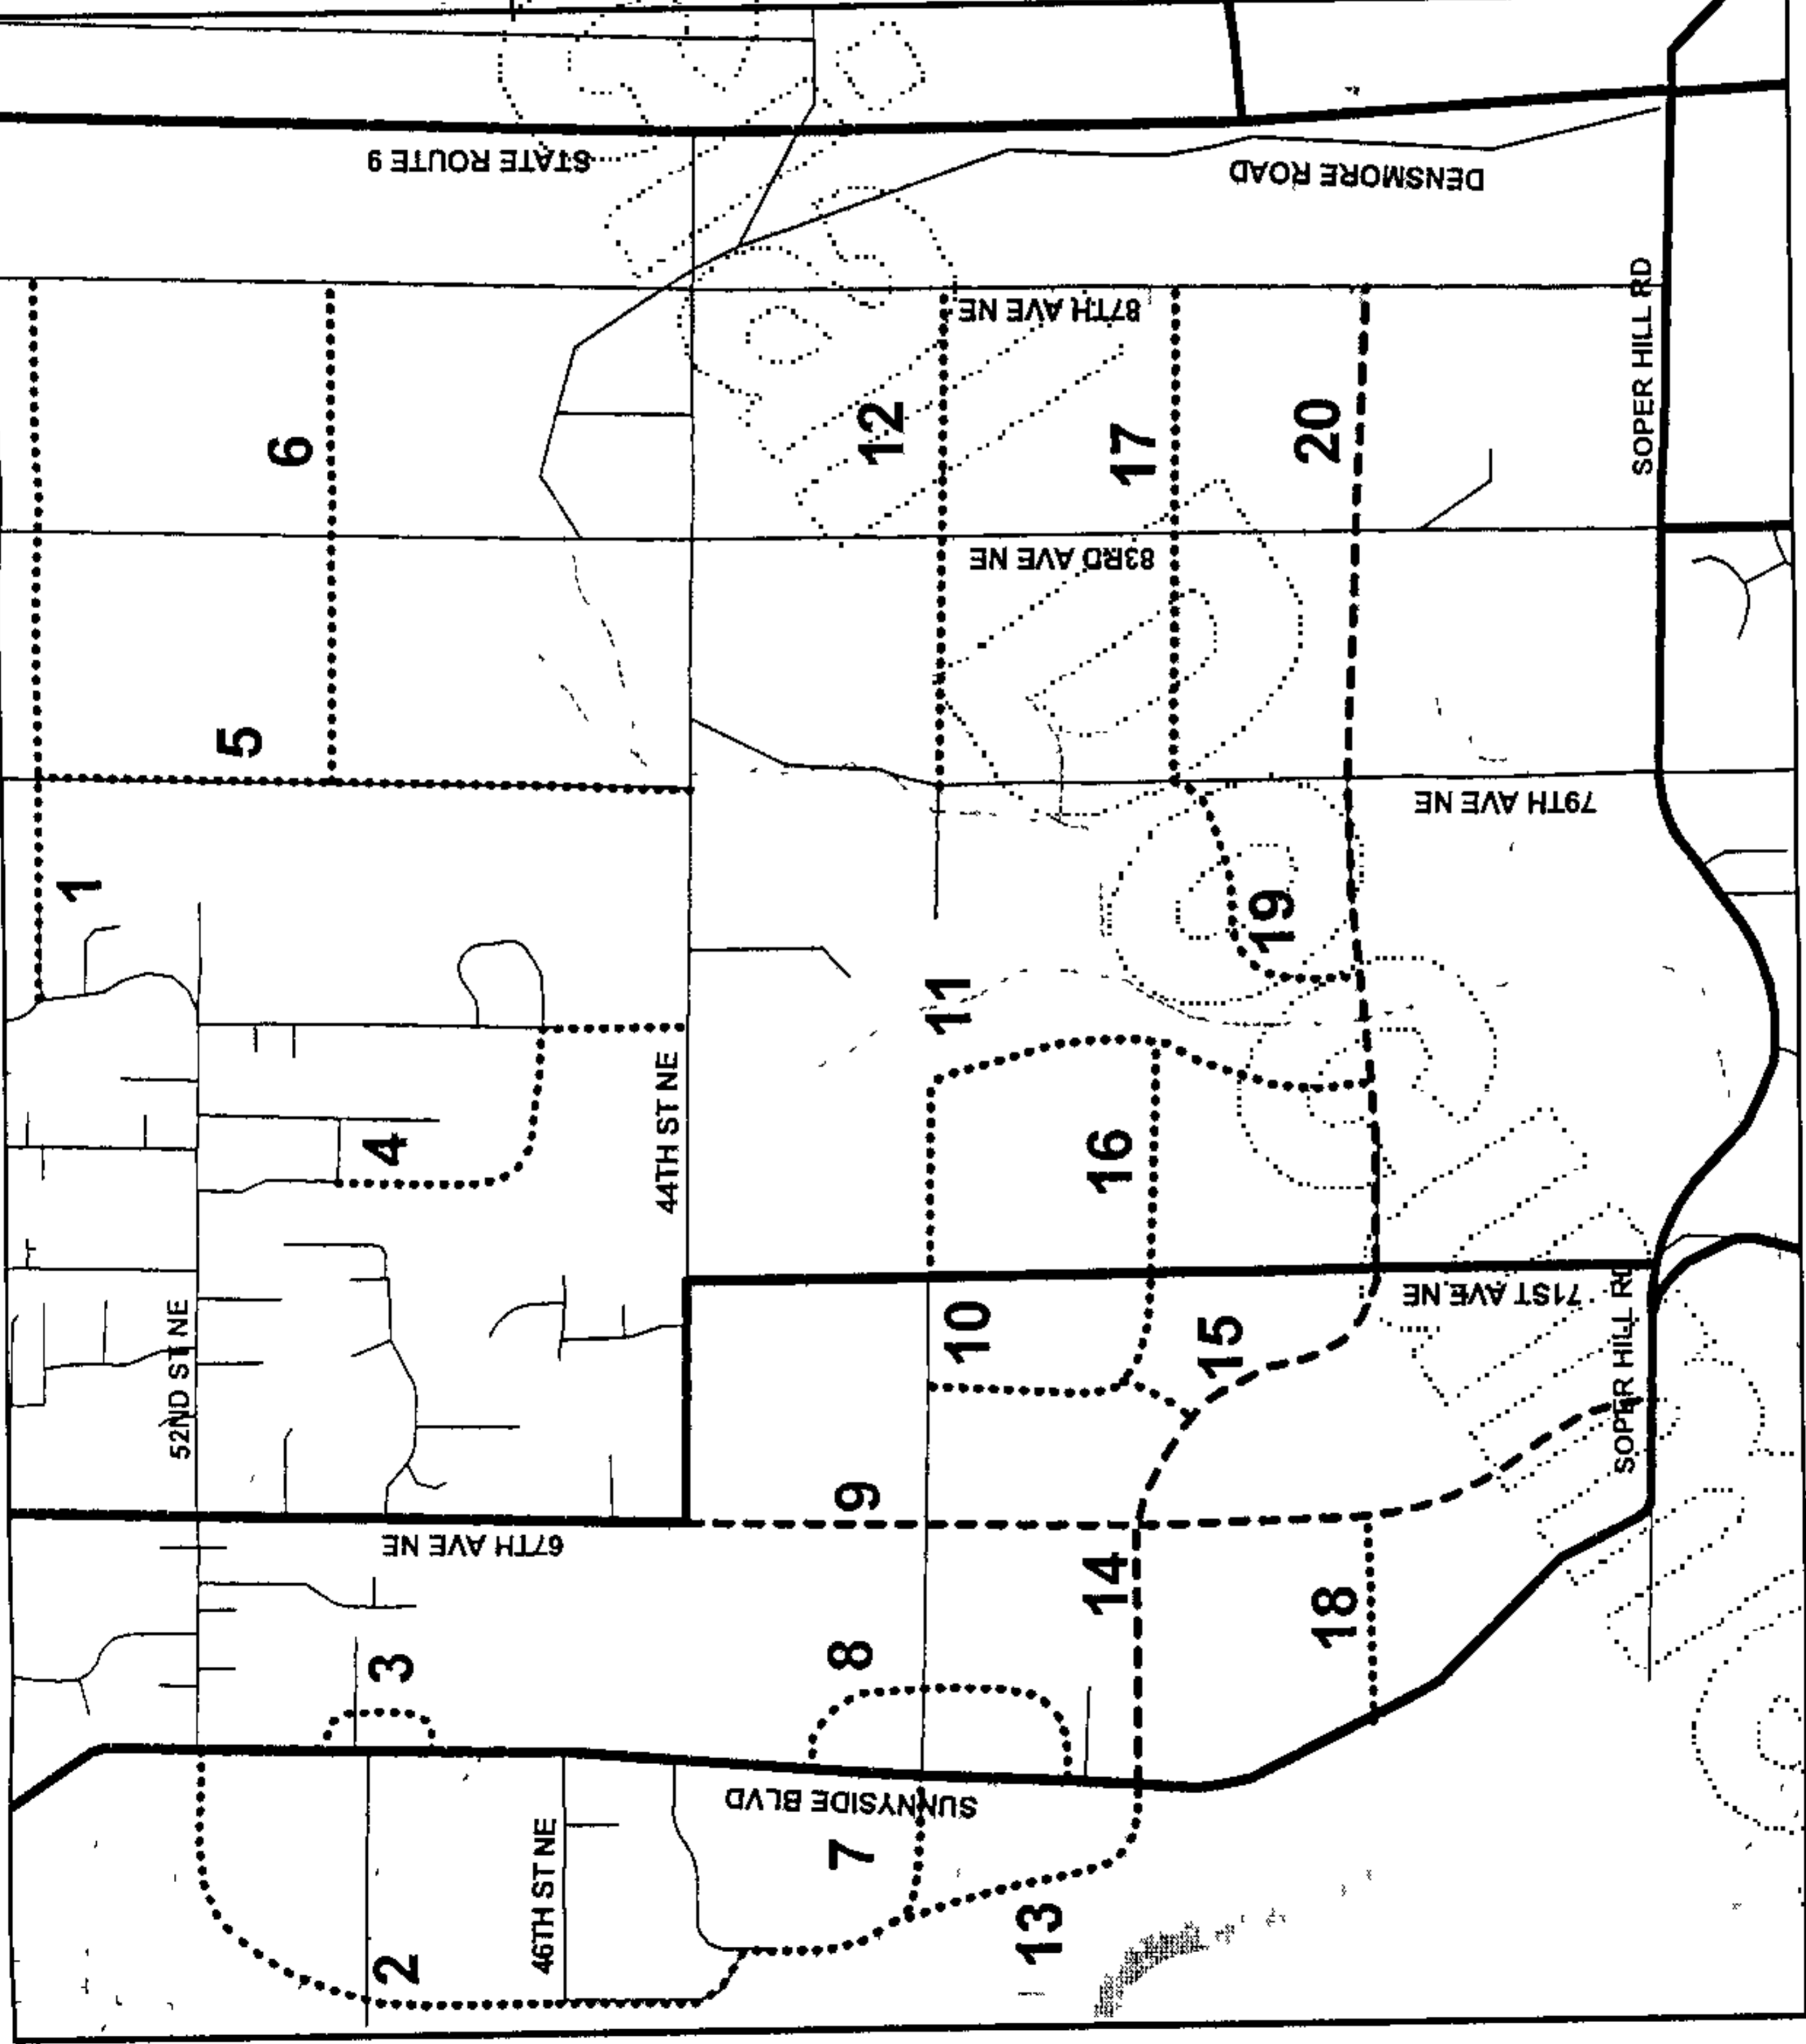 1
52ND ST NE
5
6
2
3
4
67TH AVE NE
STATE ROUTE 9
46TH ST NE
44TH ST NE
7
8
9
SUNNYSIDE BLVD
12
11
10
13
87TH AVE NE
83RD AVE NE
14
16
17
15
19
18
20
DENSMORE ROAD
71ST AVE NE
79TH AVE NE
SOPER HILL RD
SOPER HILL RD